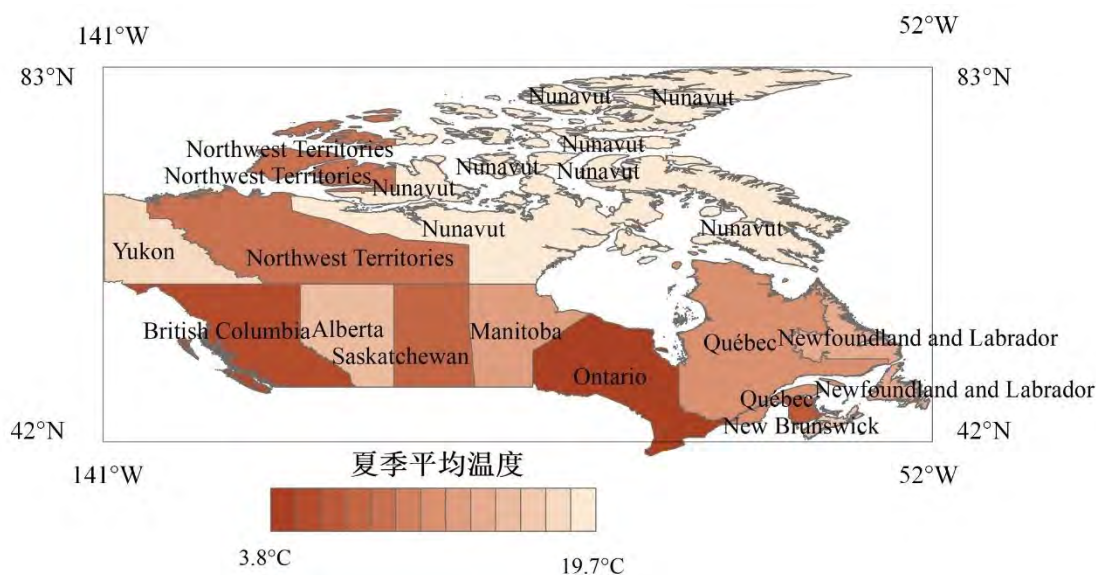 141°W
52°W
83°N
83°N
Nunavut
Nunavut
Northwest Territories
Nunavut
Northwest Territories
Nunavut
Nunavut
Nunavut
Nunavut
Nunavut
Yukon
Northwest Territories
British Columbia
Alberta
Manitoba
Saskatchewan
Québec
Newfoundland and Labrador
Ontario
Québec
Newfoundland and Labrador
New Brunswick
42°N
42°N
141°W
52°W
夏季平均温度
3.8°C
19.7°C